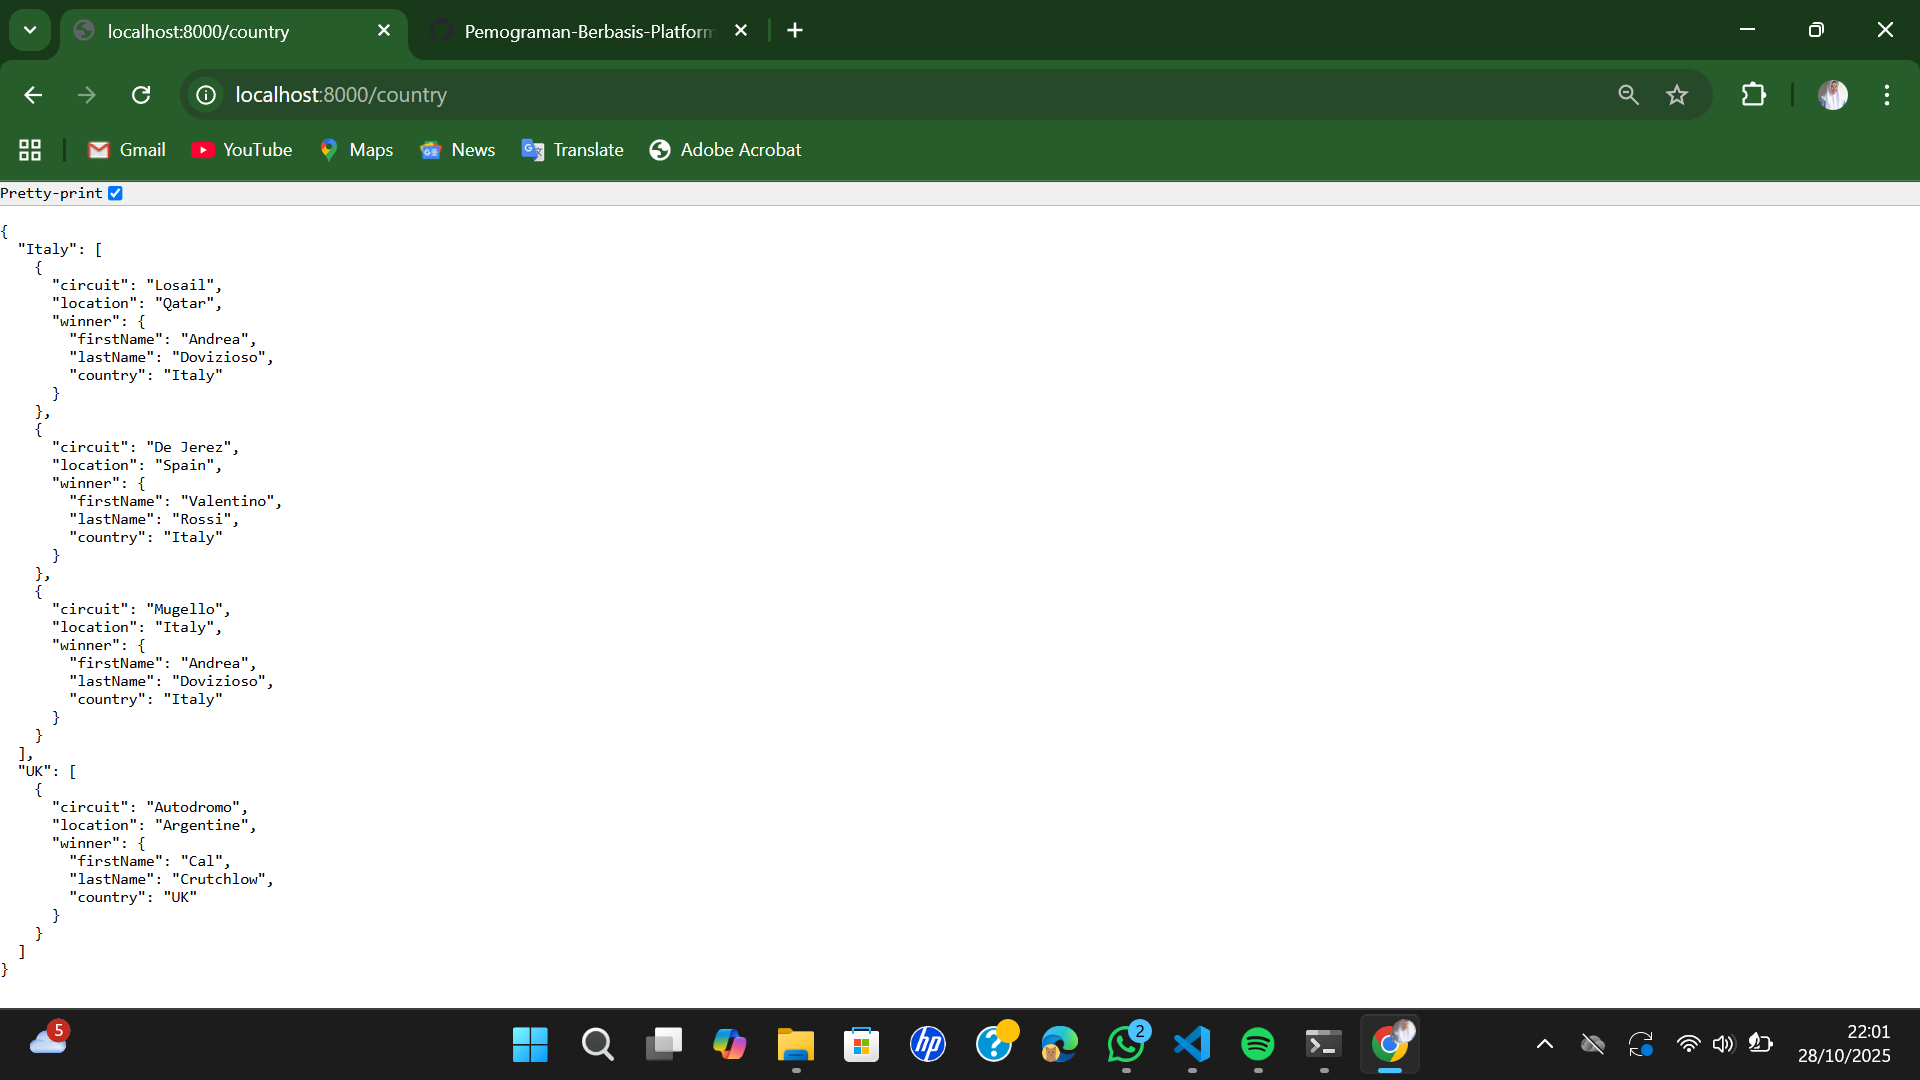 localhost:8000/country
Pemograman-Berbasis-Platform
localhost:8000/country
Gmail
YouTube
Maps
News
Translate
Adobe Acrobat
Pretty-print
{
  "Italy": [
    {
      "circuit": "Losail",
      "location": "Qatar",
      "winner": {
        "firstName": "Andrea",
        "lastName": "Dovizioso",
        "country": "Italy"
      }
    },
    {
      "circuit": "De Jerez",
      "location": "Spain",
      "winner": {
        "firstName": "Valentino",
        "lastName": "Rossi",
        "country": "Italy"
      }
    },
    {
      "circuit": "Mugello",
      "location": "Italy",
      "winner": {
        "firstName": "Andrea",
        "lastName": "Dovizioso",
        "country": "Italy"
      }
    }
  ],
  "UK": [
    {
      "circuit": "Autodromo",
      "location": "Argentine",
      "winner": {
        "firstName": "Cal",
        "lastName": "Crutchlow",
        "country": "UK"
      }
    }
  ]
}
5
hp
2
22:01
28/10/2025